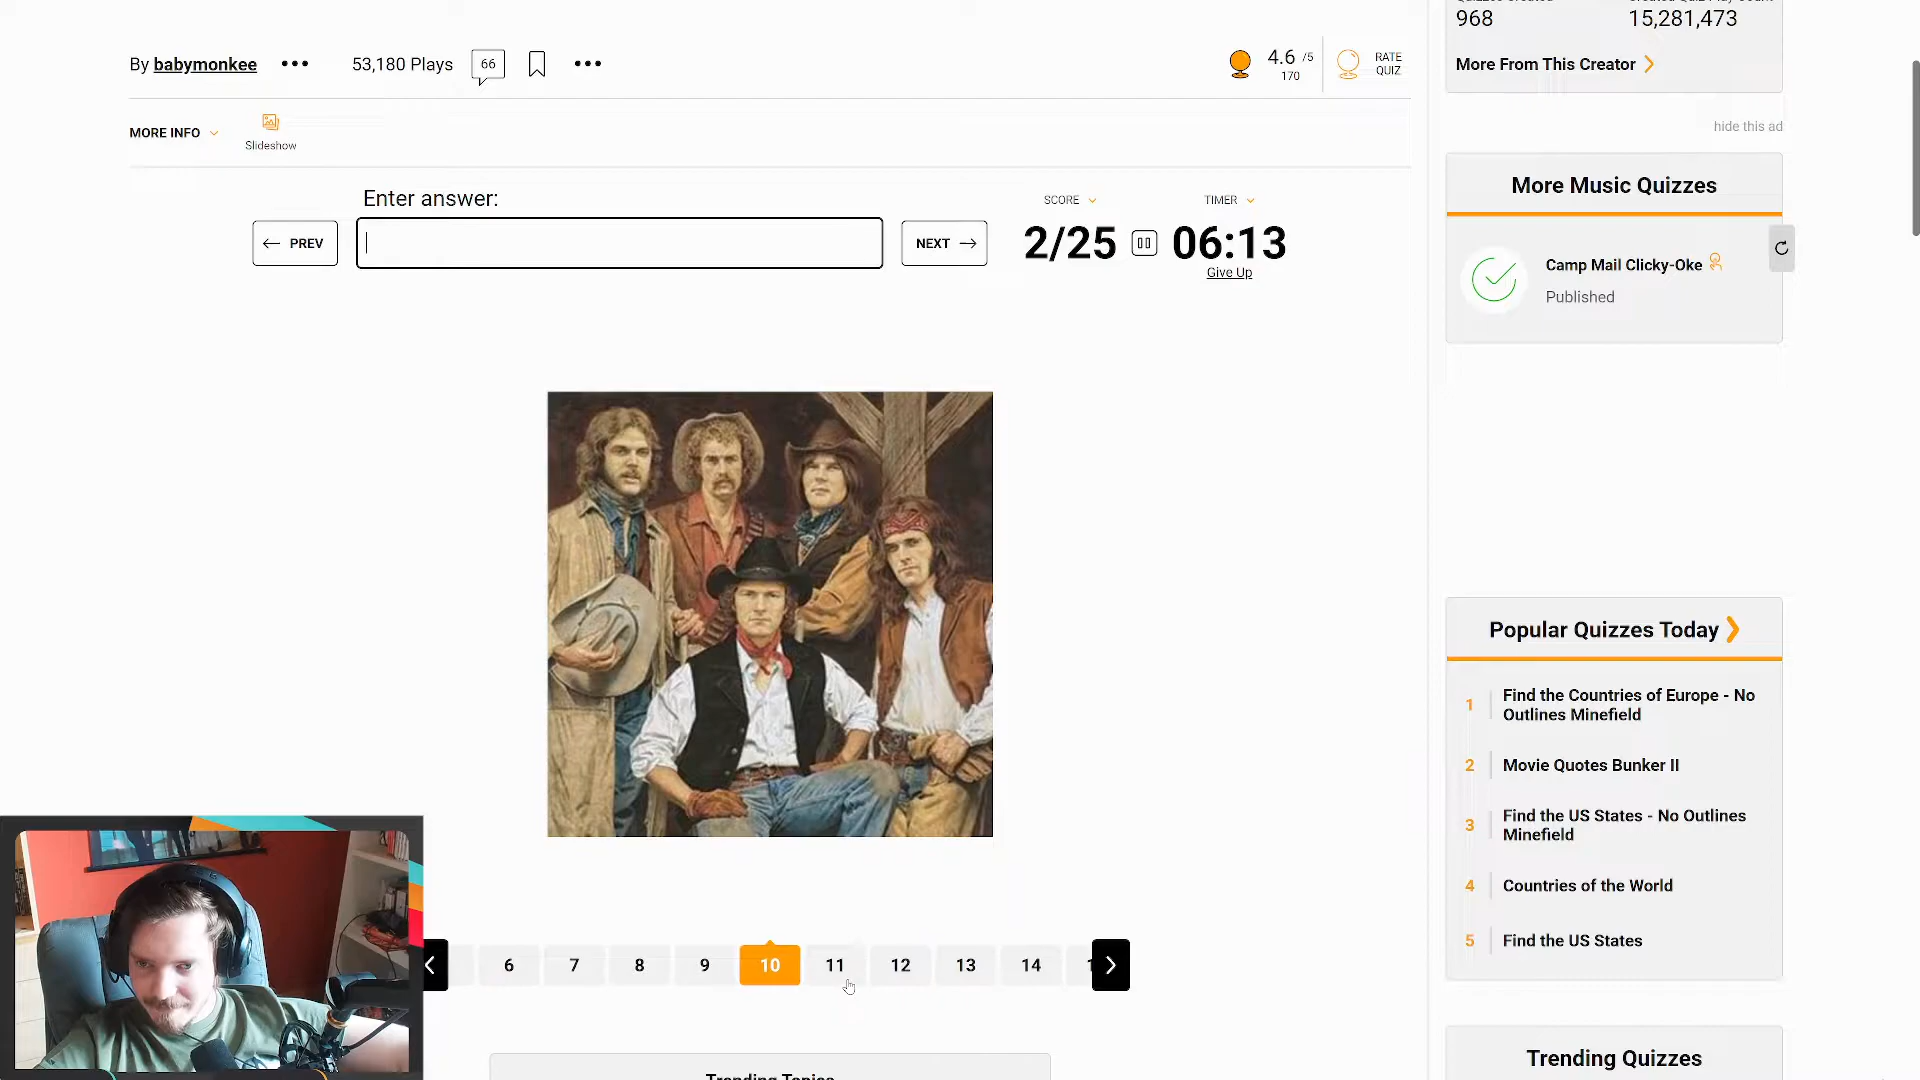 968
15,281,473
By babymonkee
53,180 Plays
66
4.6 /5
170
RATE QUIZ
More From This Creator
MORE INFO
Slideshow
hide this ad
Enter answer:
PREV
NEXT
SCORE
2/25
TIMER
06:13
Give Up
More Music Quizzes
Camp Mail Clicky-Oke
Published
Popular Quizzes Today
1 Find the Countries of Europe - No
Outlines Minefield
2 Movie Quotes Bunker II
3 Find the US States - No Outlines
Minefield
4 Countries of the World
5 Find the US States
6 7 8 9 10 11 12 13 14
Trending Quizzes
Trending Topics